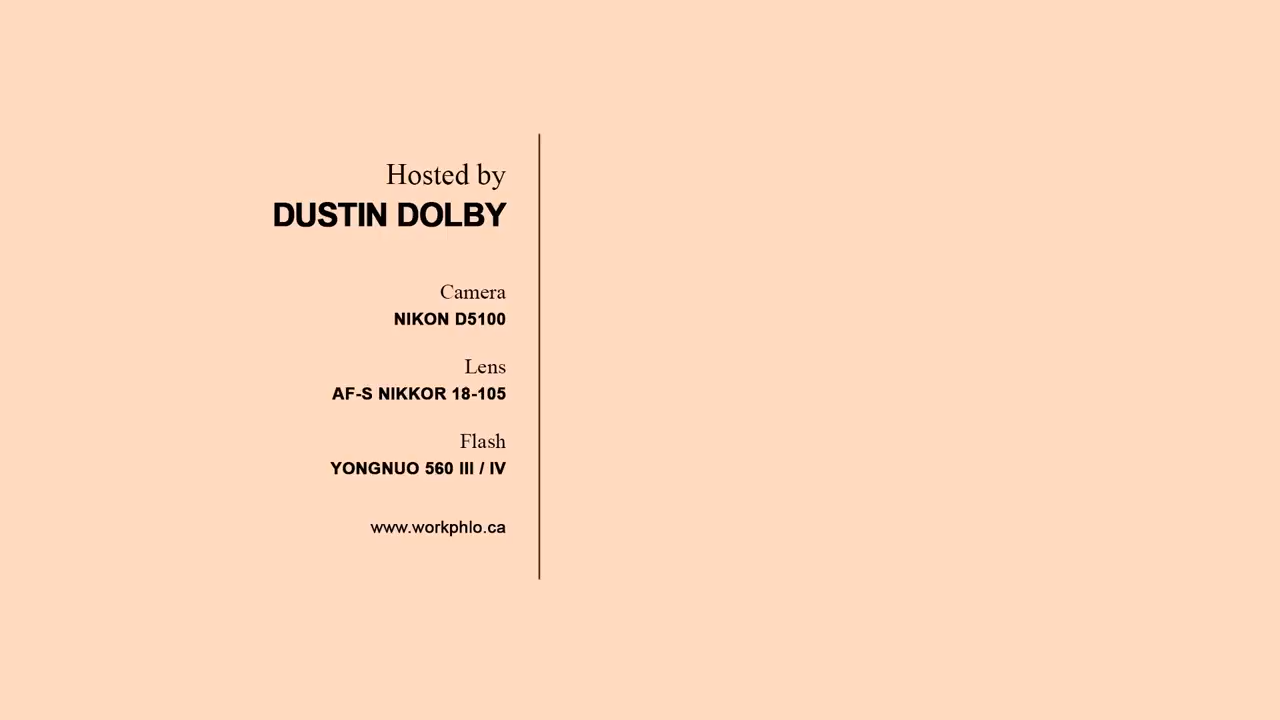 Hosted by
DUSTIN DOLBY
Camera
NIKON D5100
Lens
AF-S NIKKOR 18-105
Flash
YONGNUO 560 III / IV
www.workphlo.ca